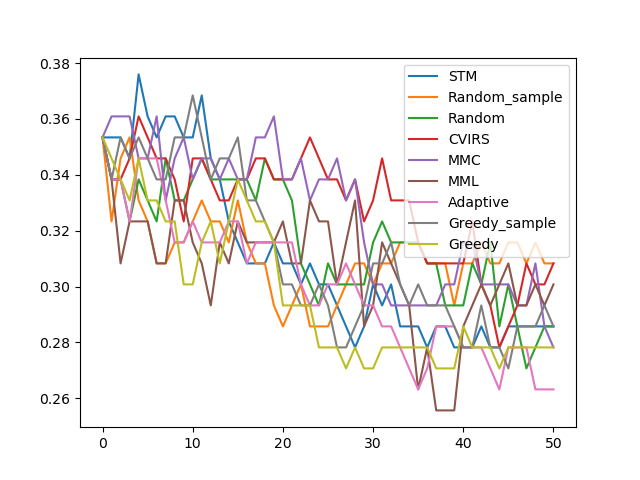 0.38
0.36
0.34
0.32
0.30
0.28
0.26
0
10
20
30
40
50
STM
Random_sample
Random
CVIRS
MMC
MML
Adaptive
Greedy_sample
Greedy